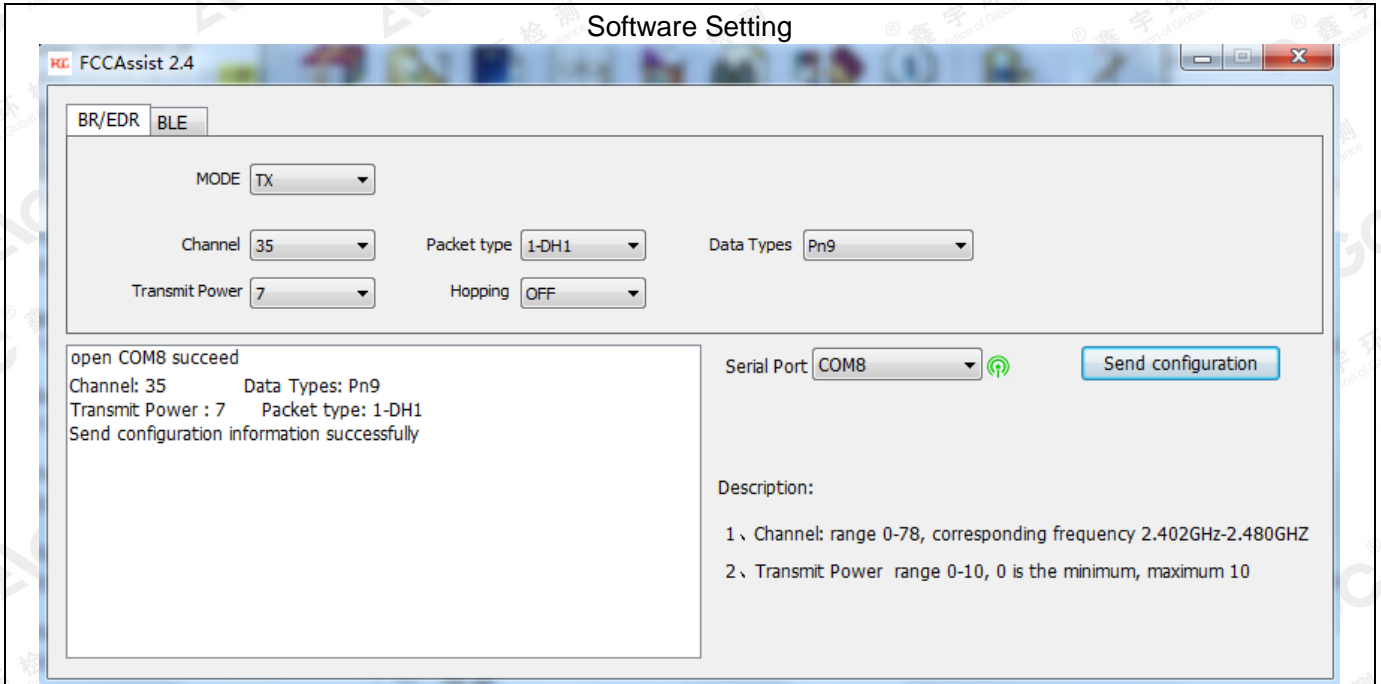 Software Setting
FCCAssist 2.4
BR/EDR BLE
MODE TX
Channel 35 Packet type 1-DH1 Data Types Pn9
Transmit Power 7 Hopping OFF
open COM8 succeed
Channel: 35 Data Types: Pn9
Transmit Power : 7 Packet type: 1-DH1
Send configuration information successfully
Serial Port COM8 Send configuration
Description:
1、Channel: range 0-78, corresponding frequency 2.402GHz-2.480GHZ
2、Transmit Power range 0-10, 0 is the minimum, maximum 10